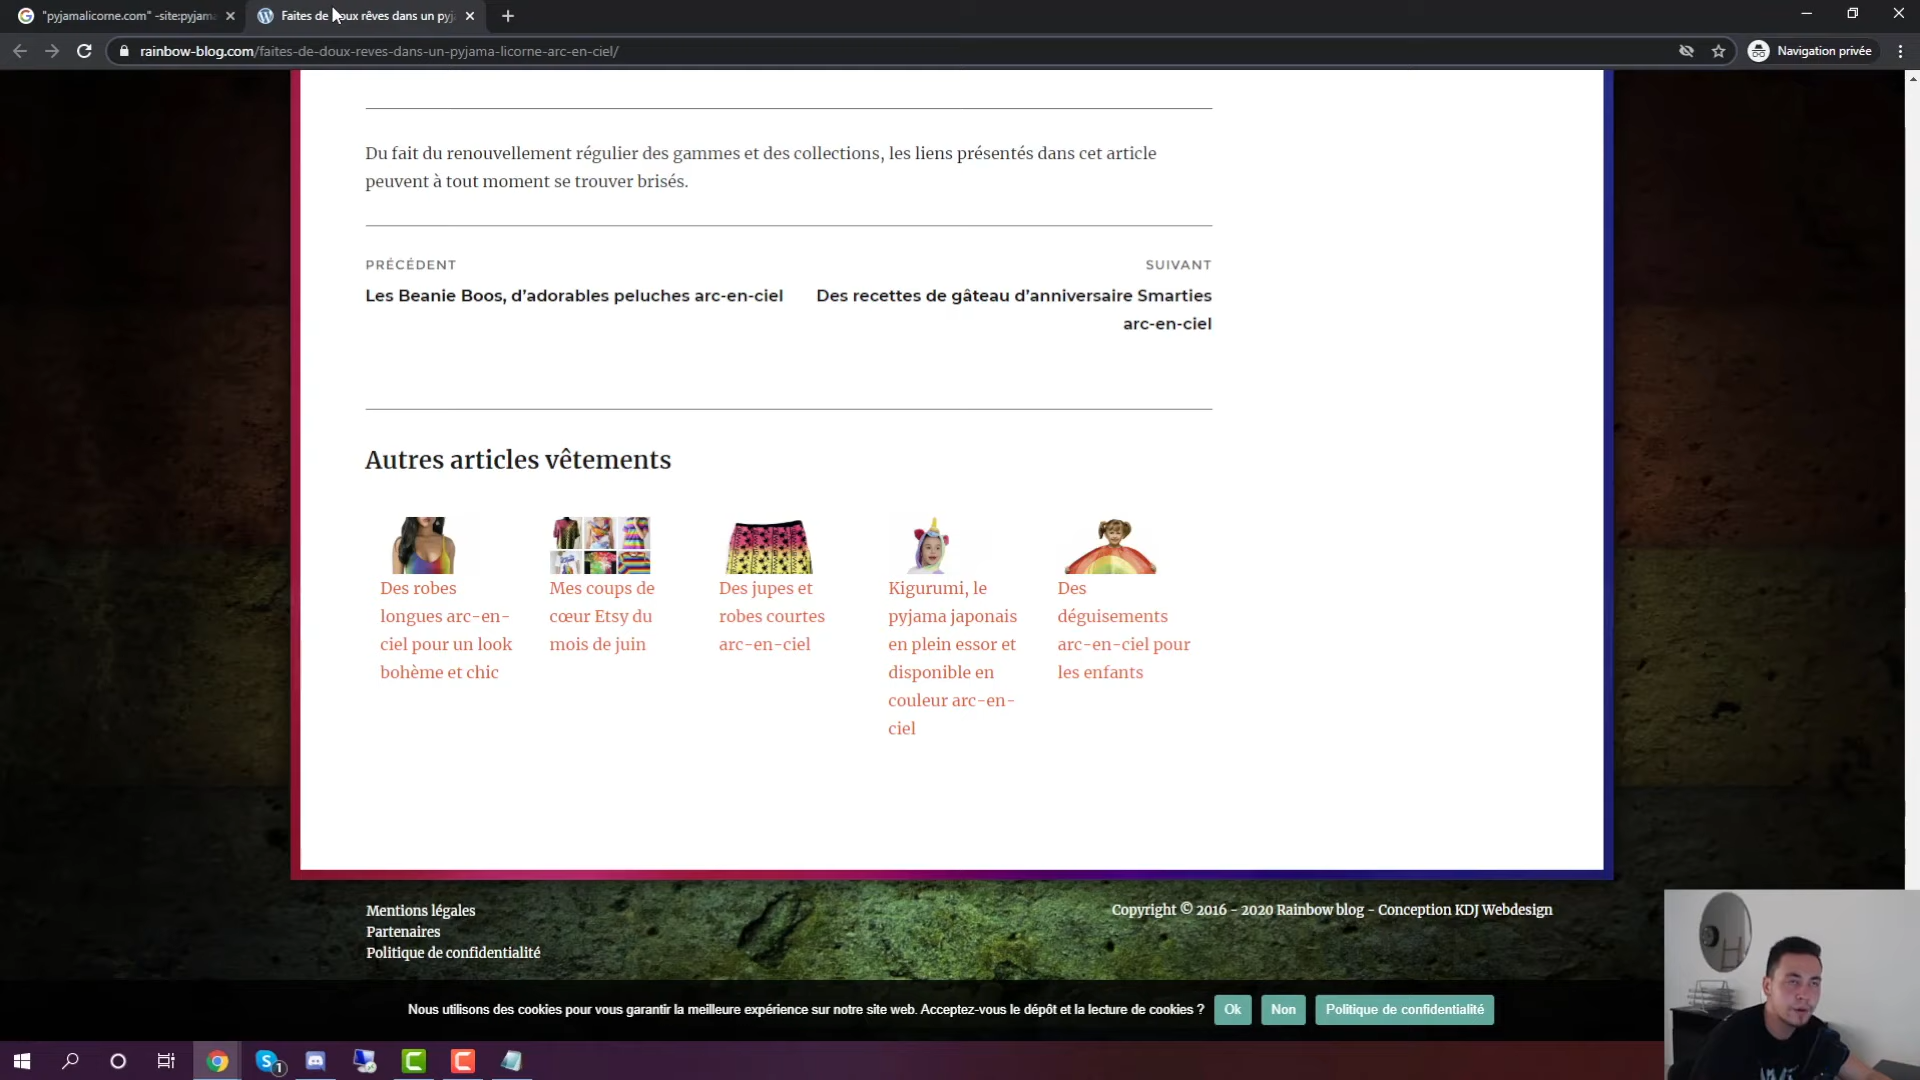 "pyjamalicorne.com" -site:pyjama
Faites de doux rêves dans un pyj
rainbow-blog.com/faites-de-doux-reves-dans-un-pyjama-licorne-arc-en-ciel/
Navigation privée
Du fait du renouvellement régulier des gammes et des collections, les liens présentés dans cet article
peuvent à tout moment se trouver brisés.
PRÉCÉDENT
Les Beanie Boos, d'adorables peluches arc-en-ciel
SUIVANT
Des recettes de gâteau d'anniversaire Smarties
arc-en-ciel
Autres articles vêtements
Des robes
longues arc-en-
ciel pour un look
bohème et chic
Mes coups de
cœur Etsy du
mois de juin
Des jupes et
robes courtes
arc-en-ciel
Kigurumi, le
pyjama japonais
en plein essor et
disponible en
couleur arc-en-
ciel
Des
déguisements
arc-en-ciel pour
les enfants
Mentions légales
Partenaires
Politique de confidentialité
Copyright © 2016 - 2020 Rainbow blog - Conception KDJ Webdesign
Nous utilisons des cookies pour vous garantir la meilleure expérience sur notre site web. Acceptez-vous le dépôt et la lecture de cookies ?
Ok
Non
Politique de confidentialité
1